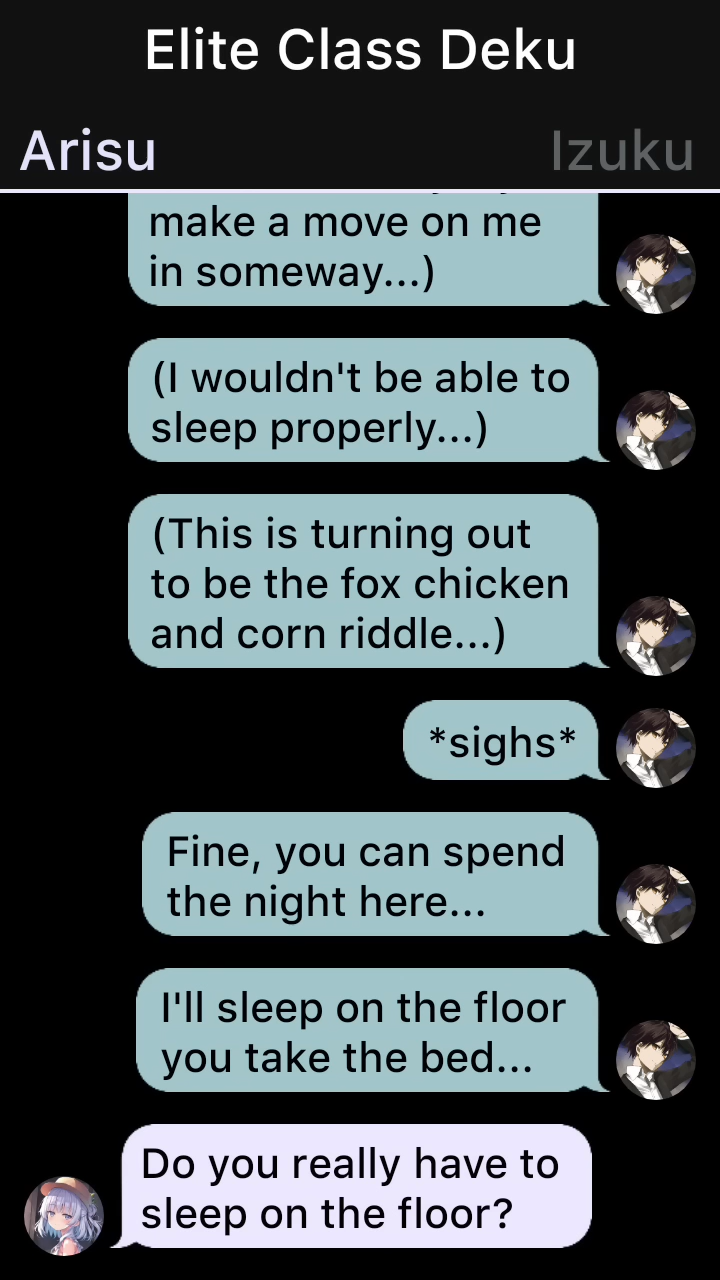 Elite Class Deku
Arisu
Izuku
make a move on me
in someway...)
(I wouldn't be able to
sleep properly...)
(This is turning out
to be the fox chicken
and corn riddle...)
*sighs*
Fine, you can spend
the night here...
I'll sleep on the floor
you take the bed...
Do you really have to
sleep on the floor?